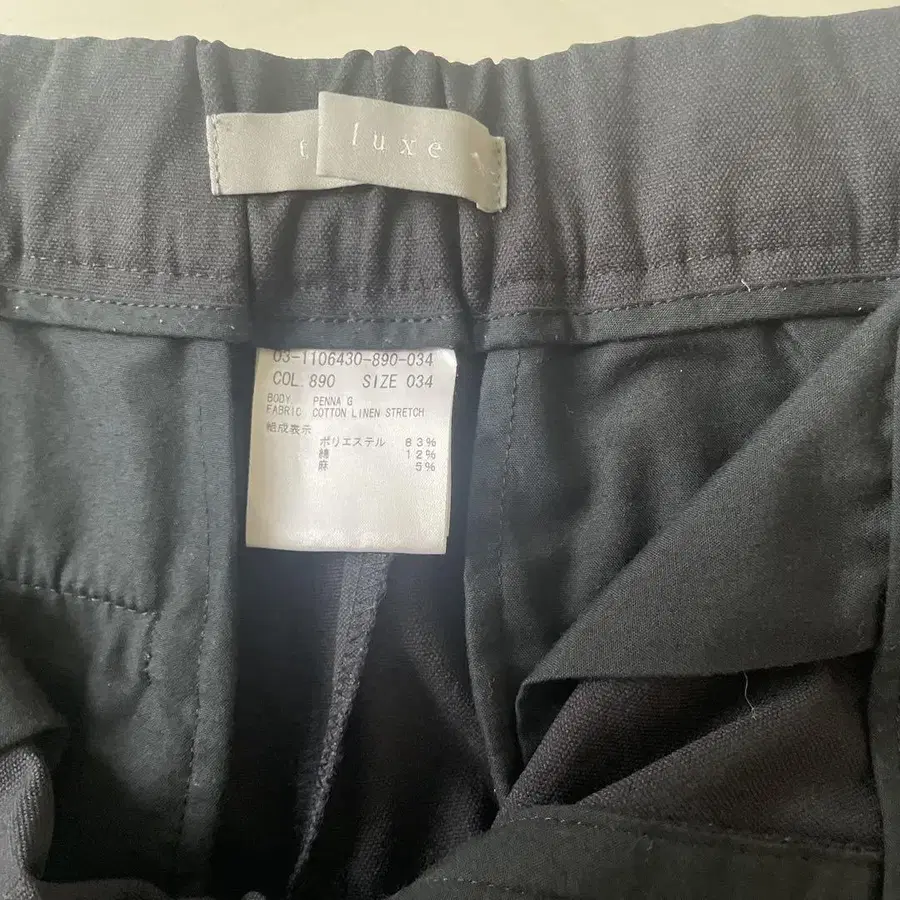 luxe
03-1106430-890-034
COL. 890 SIZE 034
BODY PENNA G
FABRIC COTTON LINEN STRETCH
組成表示
ポリエステル 83%
綿 12%
麻 5%